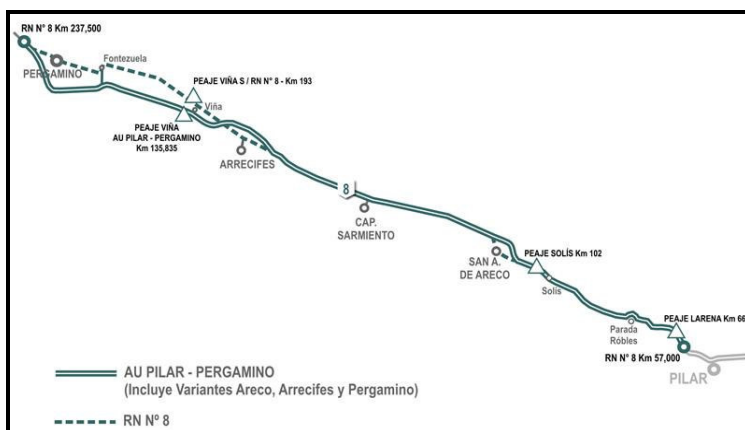 RN N° 8 Km 237,500
Fontezuela
PERGAMINO
PEAJE VIÑA S / RN N° 8 - Km 193
Viña
PEAJE VIÑA
AU PILAR - PERGAMINO
Km 135,835
ARRECIFES
8
CAP.
SARMIENTO
SAN A.
DE ARECO
PEAJE SOLÍS Km 102
Solís
Parada
Róbles
PEAJE LARENA Km 66
RN N° 8 Km 57,000
PILAR
AU PILAR - PERGAMINO
(Incluye Variantes Areco, Arrecifes y Pergamino)
RN Nº 8